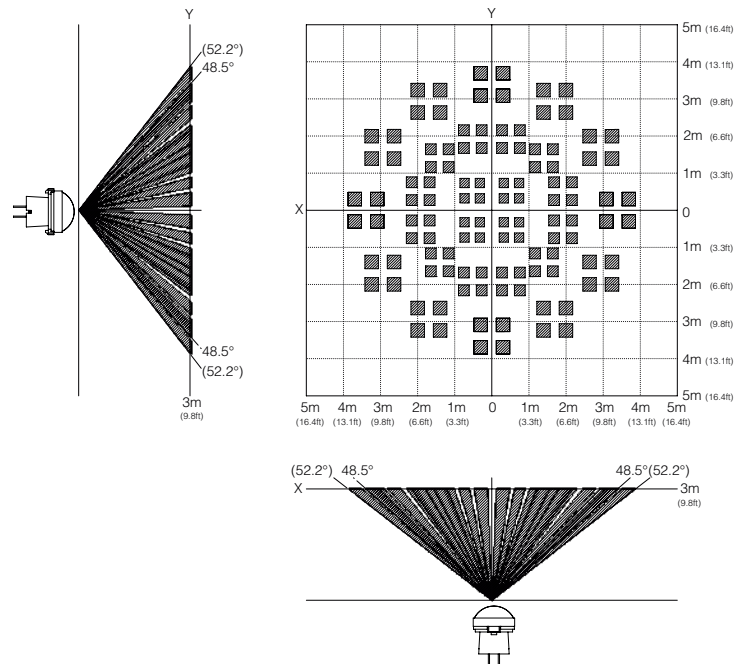 Y
(52.2°)
48.5°
48.5°
(52.2°)
3m
(9.8ft)
Y
5m (16.4ft)
4m (13.1ft)
3m (9.8ft)
2m (6.6ft)
1m (3.3ft)
X 0
1m (3.3ft)
2m (6.6ft)
3m (9.8ft)
4m (13.1ft)
5m (16.4ft)
5m 4m 3m 2m 1m 0 1m 2m 3m 4m 5m
(16.4ft) (13.1ft) (9.8ft) (6.6ft) (3.3ft) (3.3ft) (6.6ft) (9.8ft) (13.1ft) (16.4ft)
(52.2°) 48.5° 48.5° (52.2°)
X 3m
(9.8ft)